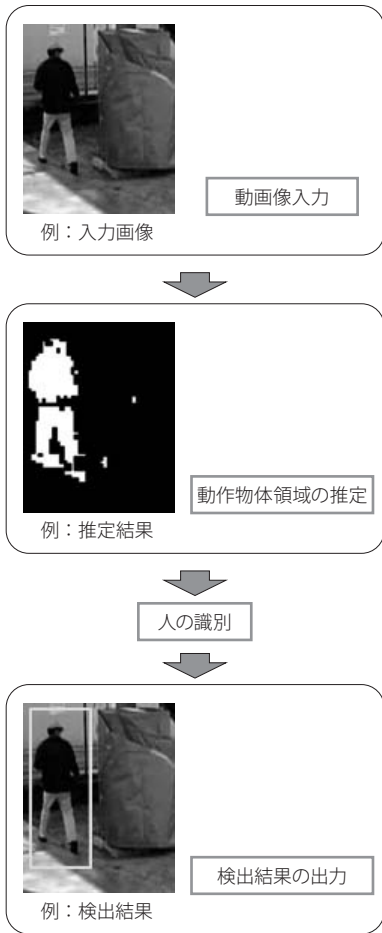 動画像入力
例：入力画像
動作物体領域の推定
例：推定結果
人の識別
検出結果の出力
例：検出結果